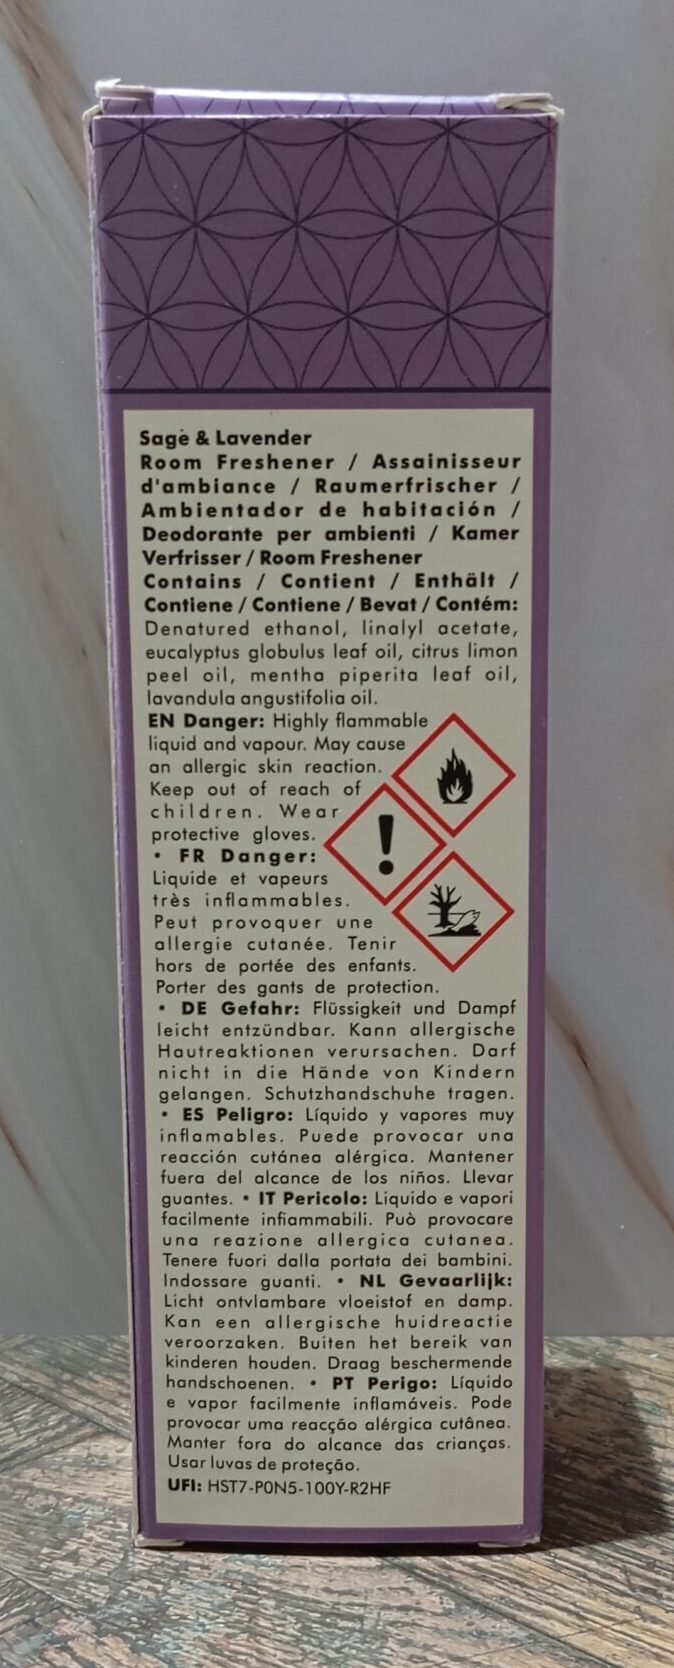 Sage & Lavender
Room Freshener / Assainisseur
d'ambiance / Raumerfrischer /
Ambientador de habitación /
Deodorante per ambienti / Kamer
Verfrisser / Room Freshener
Contains / Contient / Enthält /
Contiene / Contiene / Bevat / Contém:
Denatured ethanol, linalyl acetate,
eucalyptus globulus leaf oil, citrus limon
peel oil, mentha piperita leaf oil,
lavandula angustifolia oil.
EN Danger: Highly flammable
liquid and vapour. May cause
an allergic skin reaction.
Keep out of reach of
children. Wear
protective gloves.
• FR Danger:
Liquide et vapeurs
très inflammables.
Peut provoquer une
allergie cutanée. Tenir
hors de portée des enfants.
Porter des gants de protection.
• DE Gefahr: Flüssigkeit und Dampf
leicht entzündbar. Kann allergische
Hautreaktionen verursachen. Darf
nicht in die Hände von Kindern
gelangen. Schutzhandschuhe tragen.
• ES Peligro: Líquido y vapores muy
inflamables. Puede provocar una
reacción cutánea alérgica. Mantener
fuera del alcance de los niños. Llevar
guantes. • IT Pericolo: Liquido e vapori
facilmente infiammabili. Può provocare
una reazione allergica cutanea.
Tenere fuori dalla portata dei bambini.
Indossare guanti. • NL Gevaarlijk:
Licht ontvlambare vloeistof en damp.
Kan een allergische huidreactie
veroorzaken. Buiten het bereik van
kinderen houden. Draag beschermende
handschoenen. • PT Perigo: Líquido
e vapor facilmente inflamáveis. Pode
provocar uma reacção alérgica cutânea.
Manter fora do alcance das crianças.
Usar luvas de proteção.
UFI: HST7-P0N5-100Y-R2HF